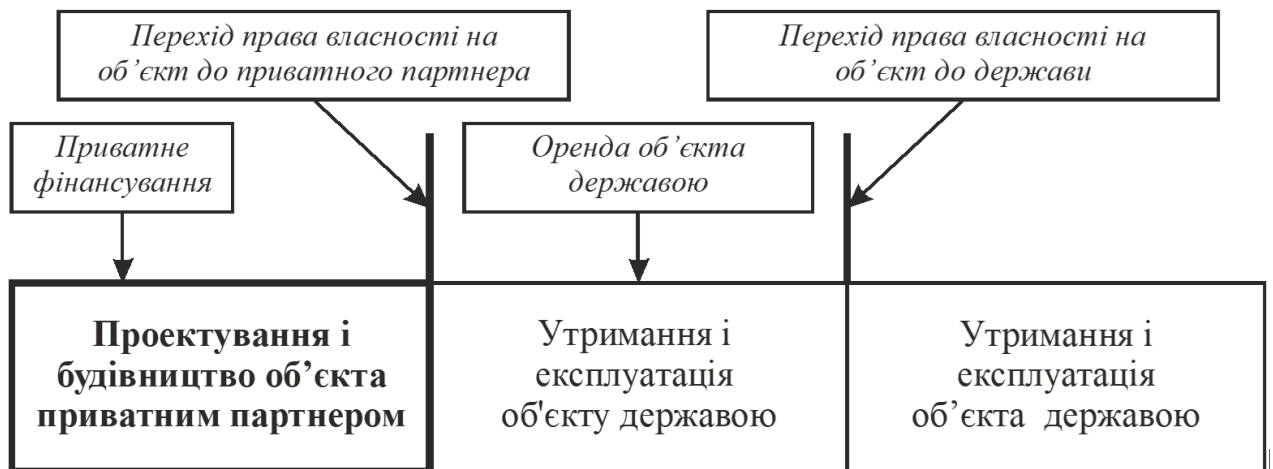 Перехід права власності на
об’єкт до приватного партнера
Перехід права власності на
об’єкт до держави
Приватне
фінансування
Оренда об’єкта
державою
Проектування і
будівництво об’єкта
приватним партнером
Утримання і
експлуатація
об'єкту державою
Утримання і
експлуатація
об’єкта державою